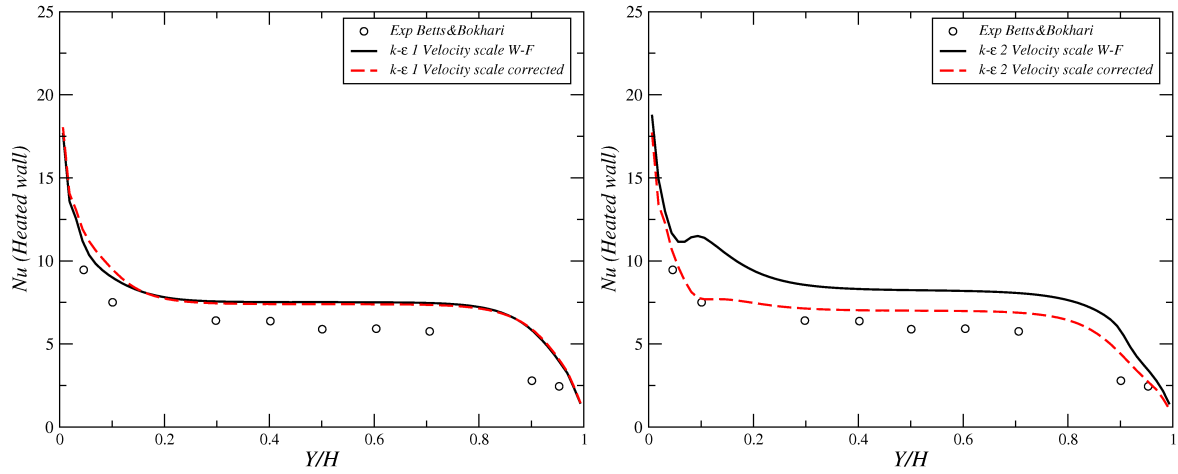 Exp Betts&Bokhari
k-ε 1 Velocity scale W-F
k-ε 1 Velocity scale corrected
25
20
15
10
5
0
Nu (Heated wall)
0 0.2 0.4 0.6 0.8 1
Y/H
Exp Betts&Bokhari
k-ε 2 Velocity scale W-F
k-ε 2 Velocity scale corrected
25
20
15
10
5
0
Nu (Heated wall)
0 0.2 0.4 0.6 0.8 1
Y/H